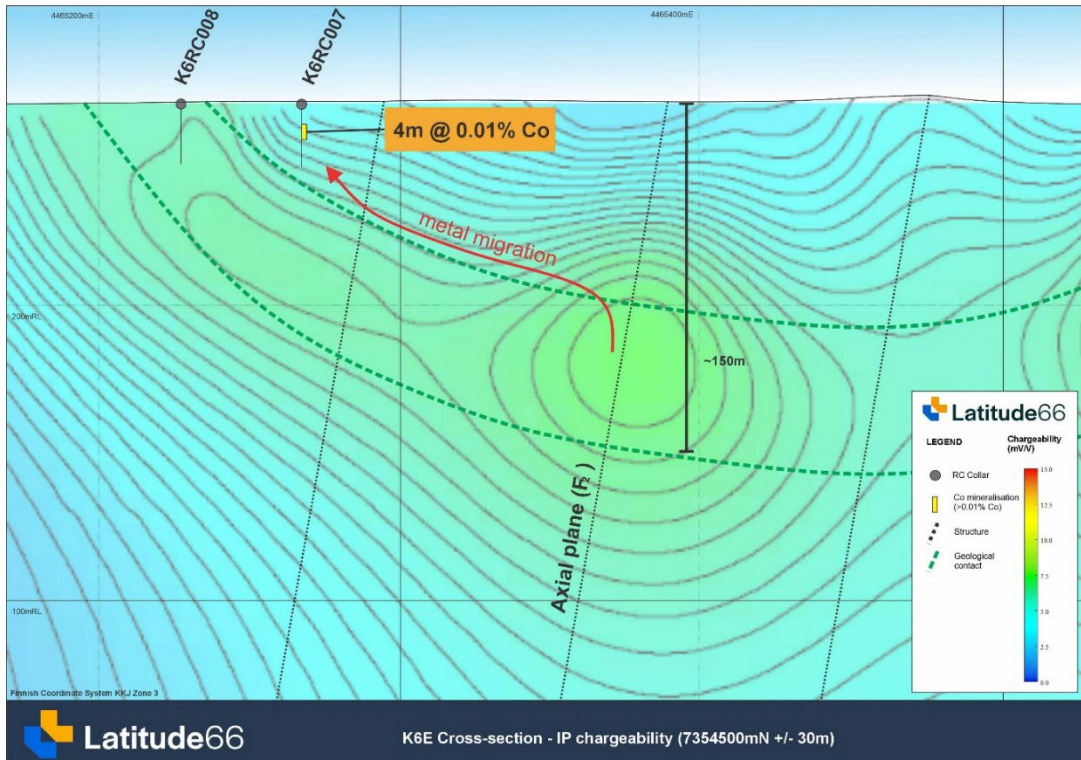 4465200mE
4465400mE
K6RC008
K6RC007
4m @ 0.01% Co
metal migration
200mRL
~150m
Axial plane (F2)
100mRL
Latitude66
LEGEND
Chargeability
(mV/V)
RC Collar
Co mineralisation
(>0.01% Co)
Structure
Geological
contact
15.0
12.5
10.0
7.5
5.0
2.5
0.0
Finnish Coordinate System KKJ Zone 3
Latitude66
K6E Cross-section - IP chargeability (7354500mN +/- 30m)